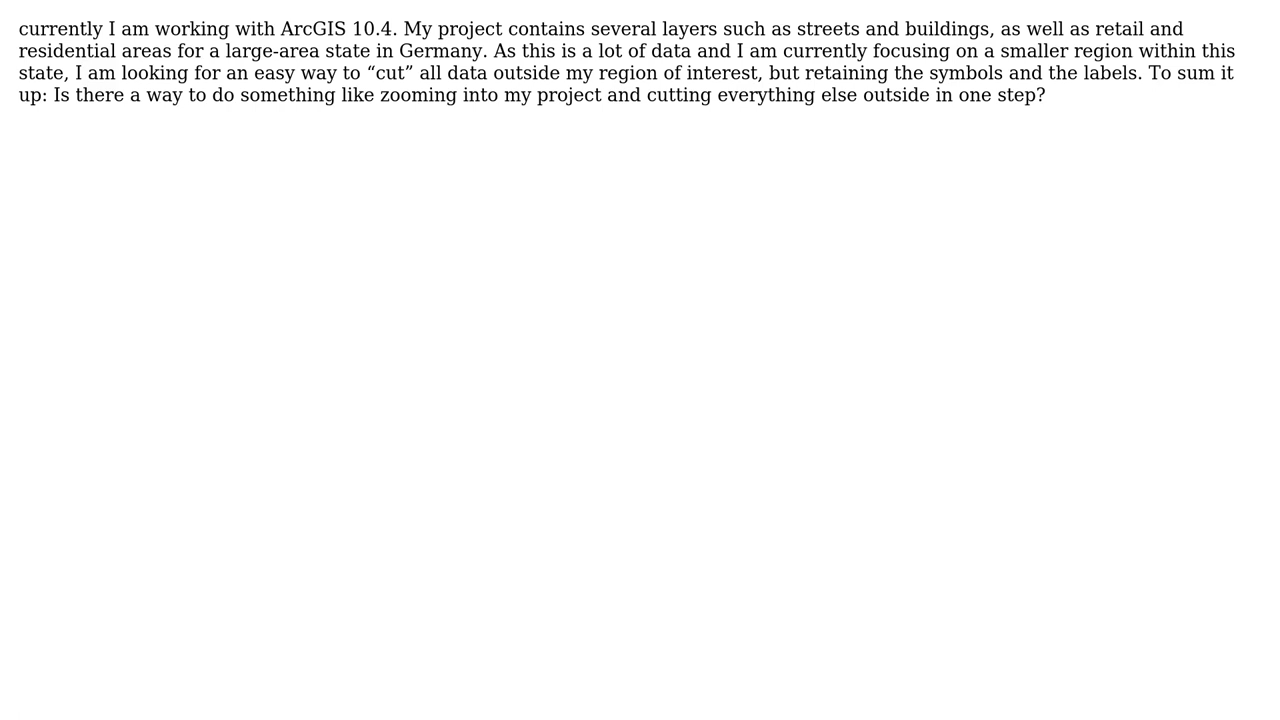 currently I am working with ArcGIS 10.4. My project contains several layers such as streets and buildings, as well as retail and
residential areas for a large-area state in Germany. As this is a lot of data and I am currently focusing on a smaller region within this
state, I am looking for an easy way to “cut” all data outside my region of interest, but retaining the symbols and the labels. To sum it
up: Is there a way to do something like zooming into my project and cutting everything else outside in one step?